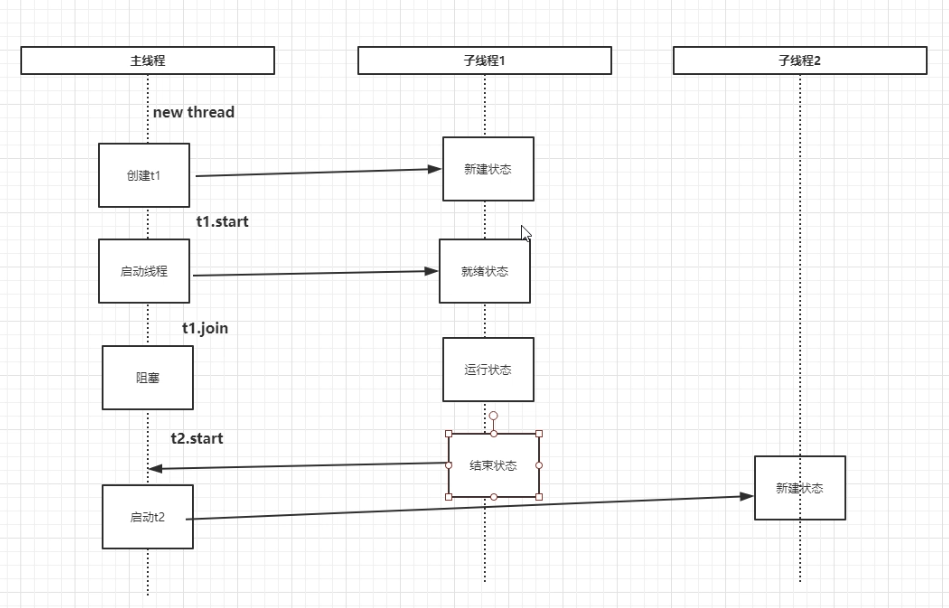 主线程
子线程1
子线程2
new thread
创建t1
新建状态
t1.start
启动线程
就绪状态
t1.join
阻塞
运行状态
t2.start
结束状态
新建状态
启动t2